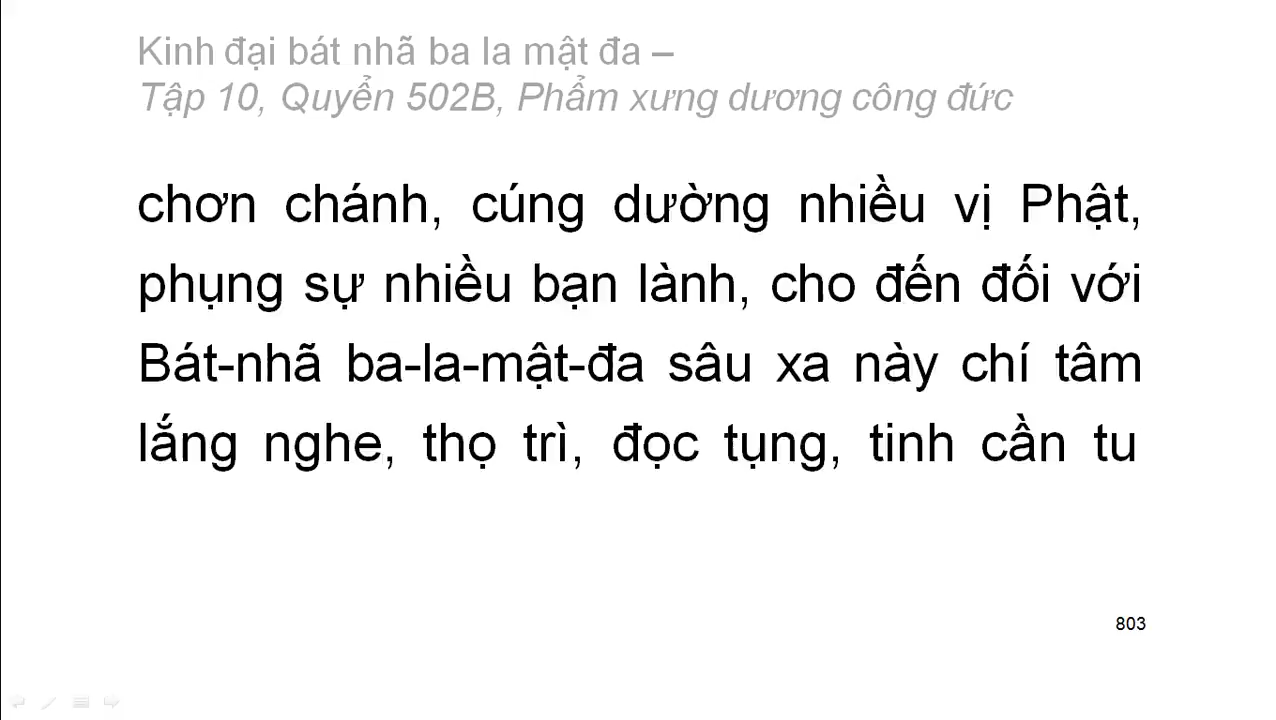 Kinh đại bát nhã ba la mật đa –
Tập 10, Quyển 502B, Phẩm xưng dương công đức
chơn chánh, cúng dường nhiều vị Phật,
phụng sự nhiều bạn lành, cho đến đối với
Bát-nhã ba-la-mật-đa sâu xa này chí tâm
lắng nghe, thọ trì, đọc tụng, tinh cần tu
803